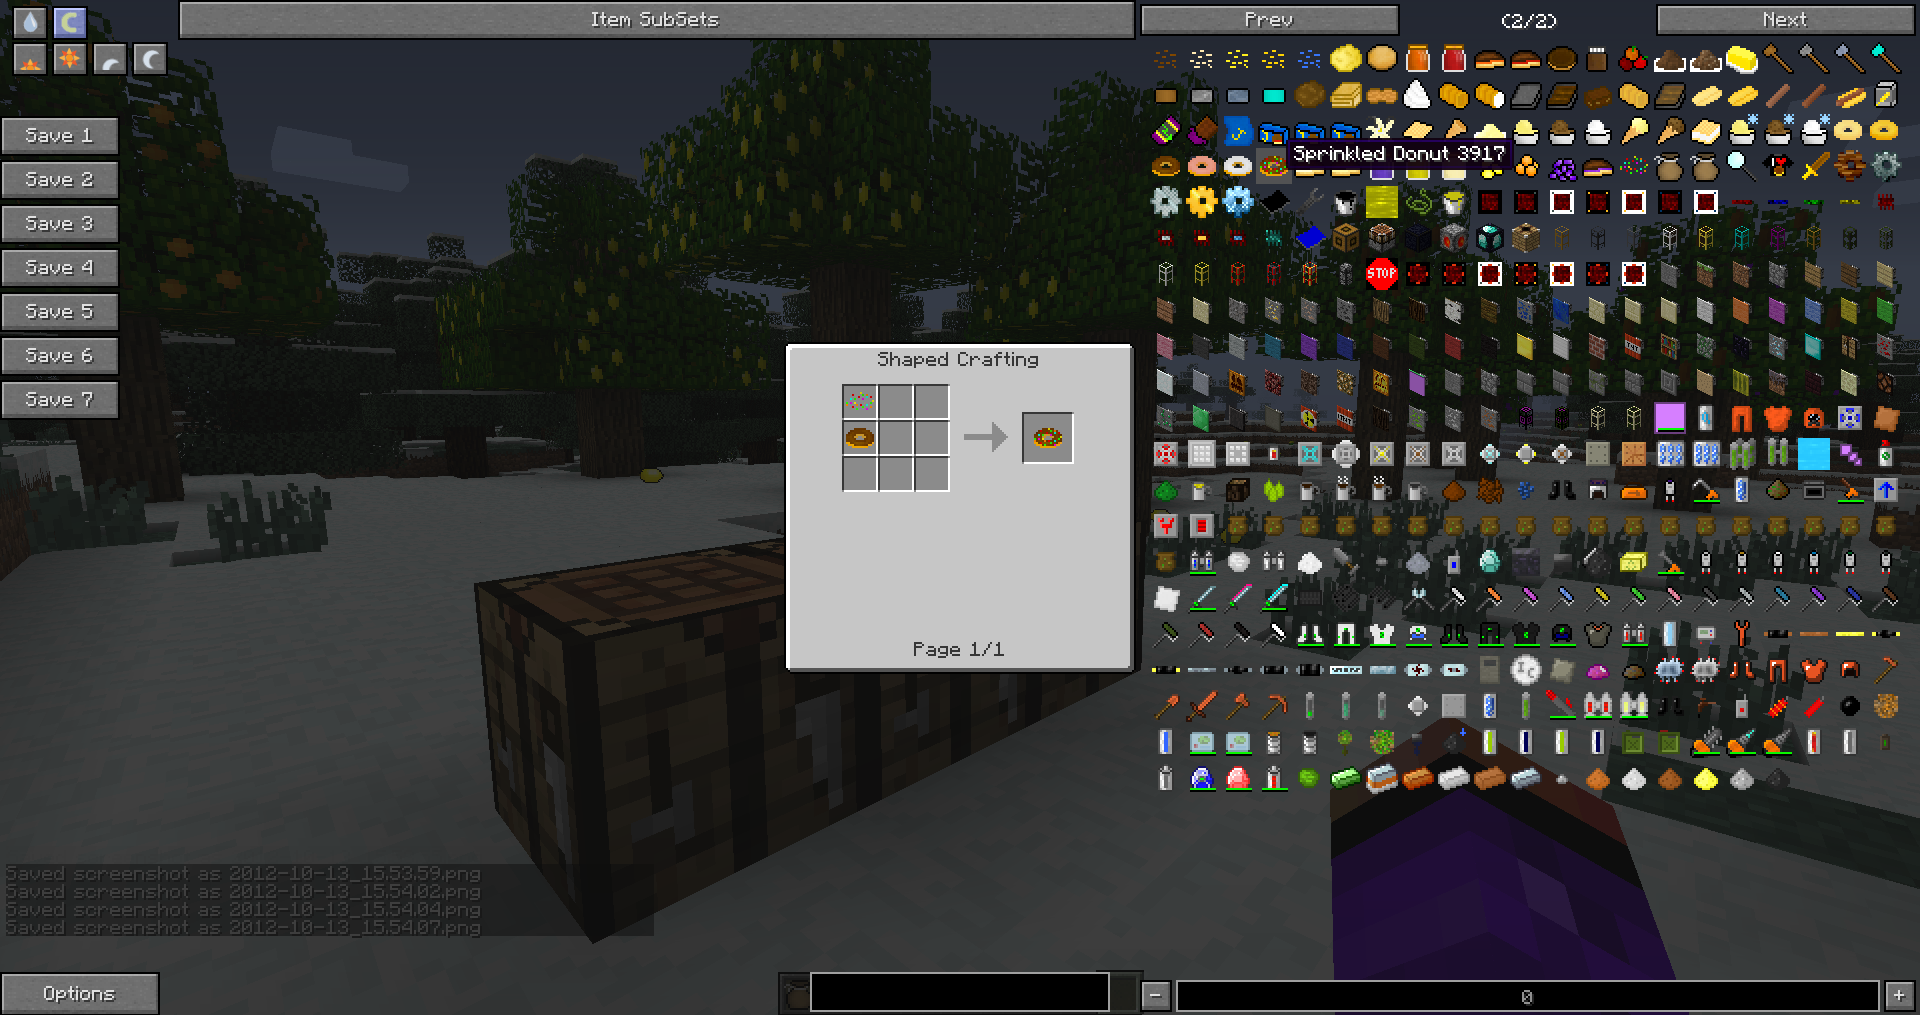 Item SubSets
Prev
(2/2)
Next
Save 1
Save 2
Save 3
Save 4
Save 5
Save 6
Save 7
Sprinkled Donut 3917
STOP
Shaped Crafting
Page 1/1
Saved screenshot as 2012-10-13_15.53.59.png
Saved screenshot as 2012-10-13_15.54.02.png
Saved screenshot as 2012-10-13_15.54.04.png
Saved screenshot as 2012-10-13_15.54.07.png
Options
-
0
+